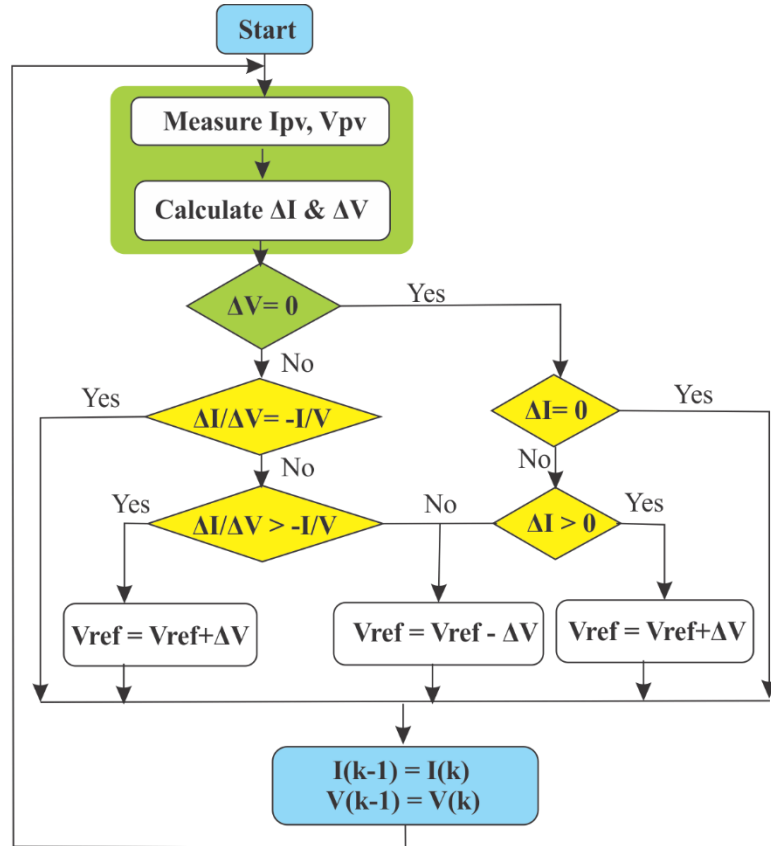 Start
Measure Ipv, Vpv
Calculate ΔI & ΔV
ΔV= 0
Yes
No
Yes
ΔI/ΔV= -I/V
ΔI= 0
Yes
No
No
Yes
ΔI/ΔV > -I/V
No
ΔI > 0
Yes
Vref = Vref+ΔV
Vref = Vref - ΔV
Vref = Vref+ΔV
I(k-1) = I(k)
V(k-1) = V(k)